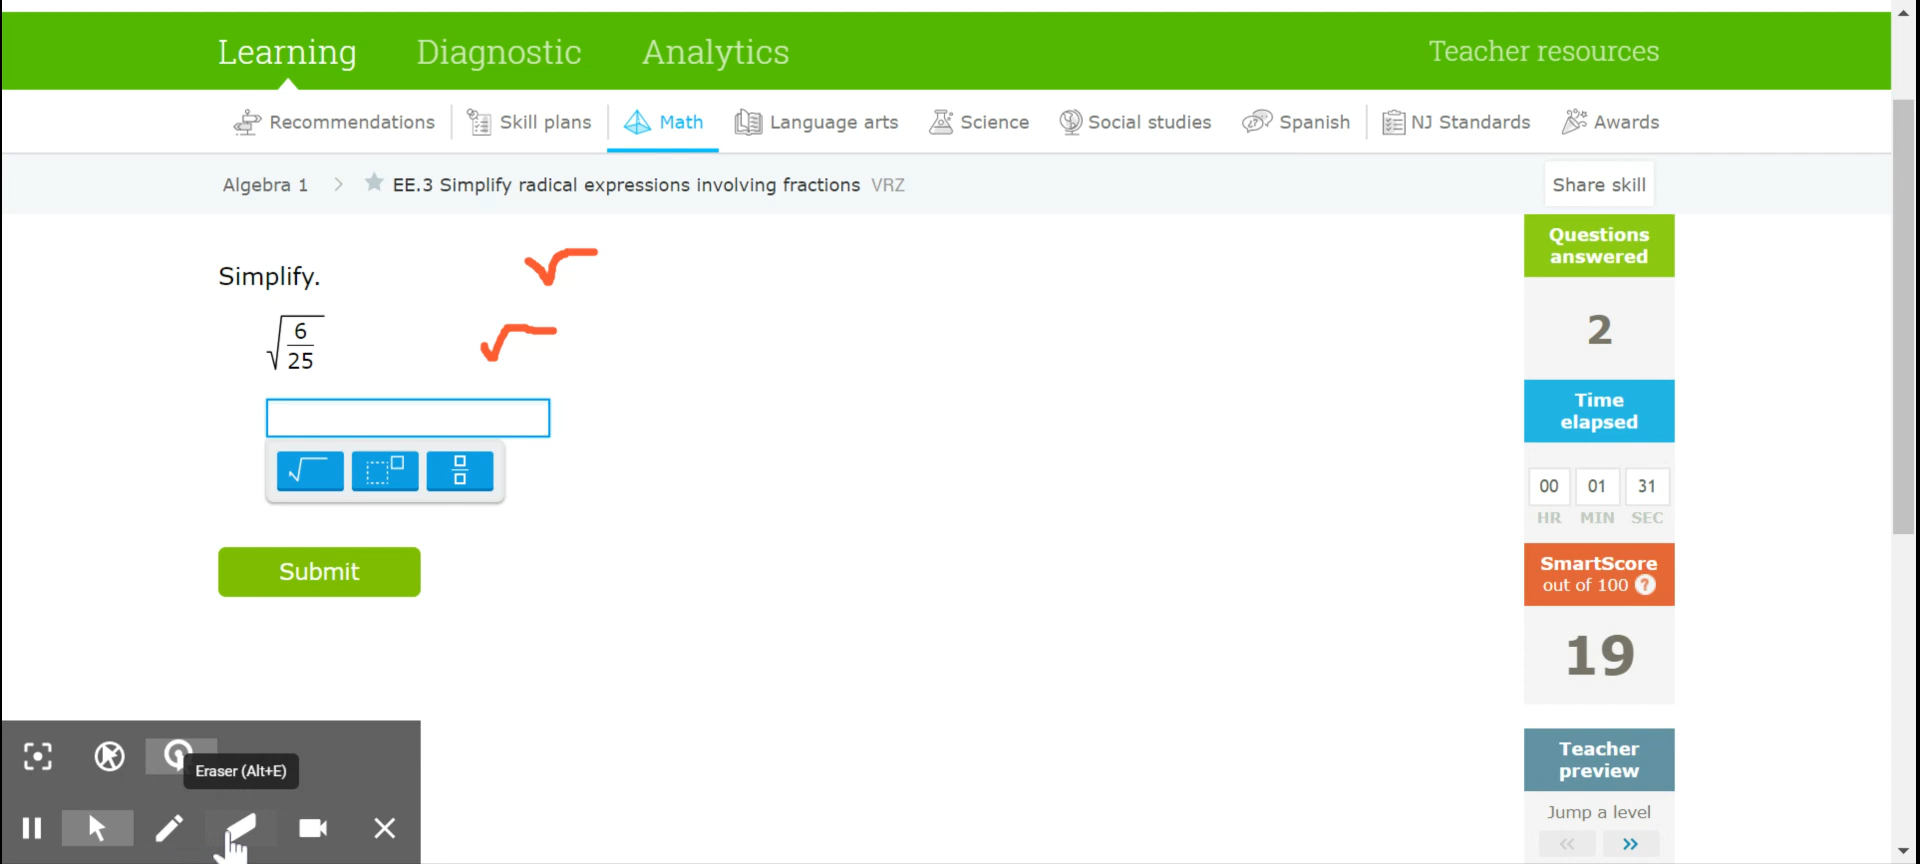 Learning Diagnostic Analytics Teacher resources
Recommendations Skill plans Math Language arts Science Social studies Spanish NJ Standards Awards
Algebra 1 > EE.3 Simplify radical expressions involving fractions VRZ Share skill
Questions
answered
2
Simplify.
√(6/25)
Time
elapsed
00 01 31
HR MIN SEC
Submit
SmartScore
out of 100 ?
19
Teacher
preview
Jump a level
<< >>
Eraser (Alt+E)